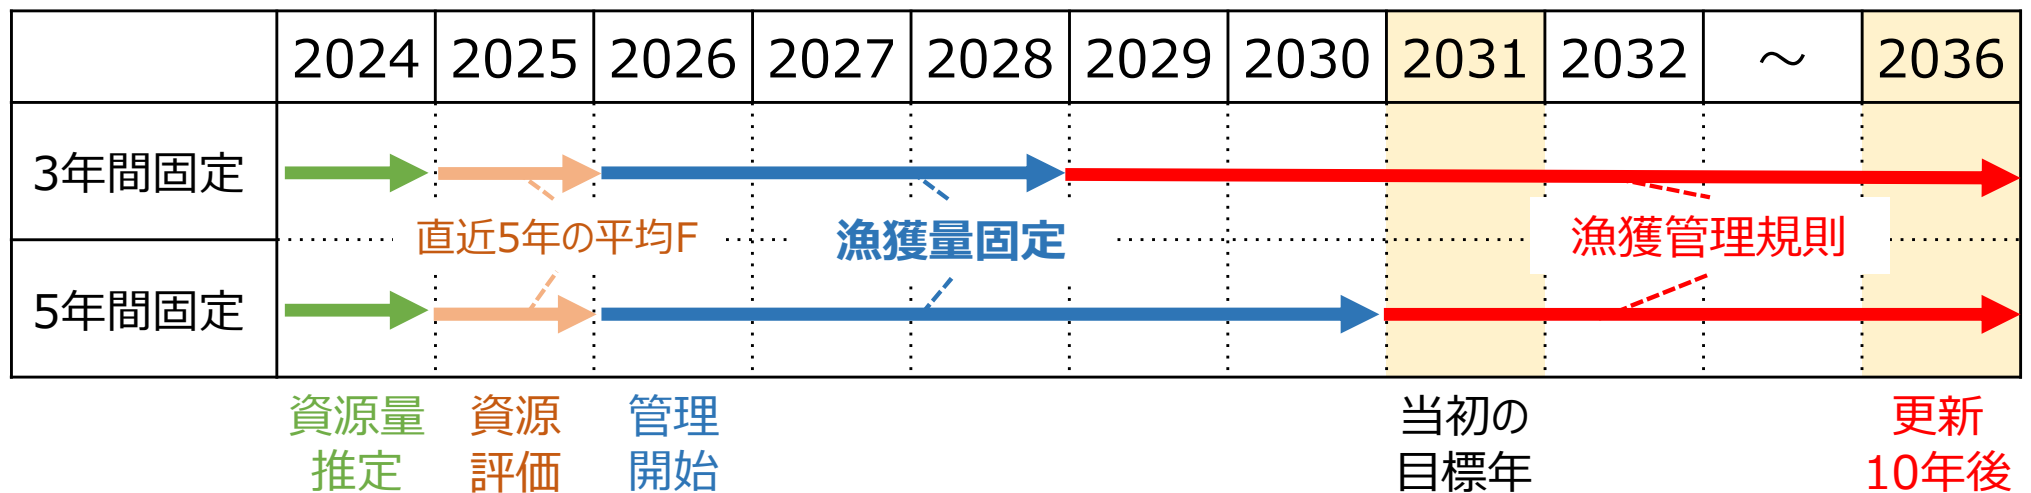 2024 2025 2026 2027 2028 2029 2030 2031 2032 ～ 2036
3年間固定
直近5年の平均F 漁獲量固定 漁獲管理規則
5年間固定
資源量 資源 管理 当初の 更新
推定 評価 開始 目標年 10年後